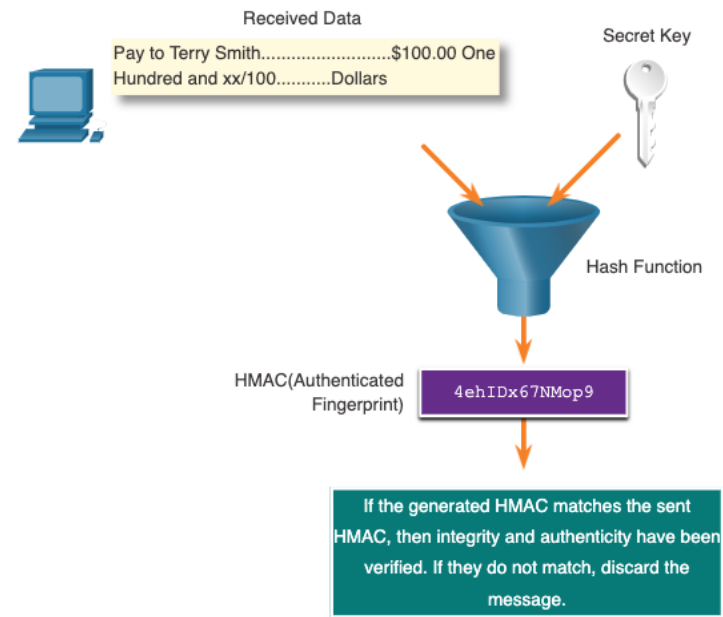 Received Data
Pay to Terry Smith..........................$100.00 One
Hundred and xx/100...........Dollars
Secret Key
Hash Function
HMAC(Authenticated
Fingerprint)
4ehIDx67NMop9
If the generated HMAC matches the sent
HMAC, then integrity and authenticity have been
verified. If they do not match, discard the
message.